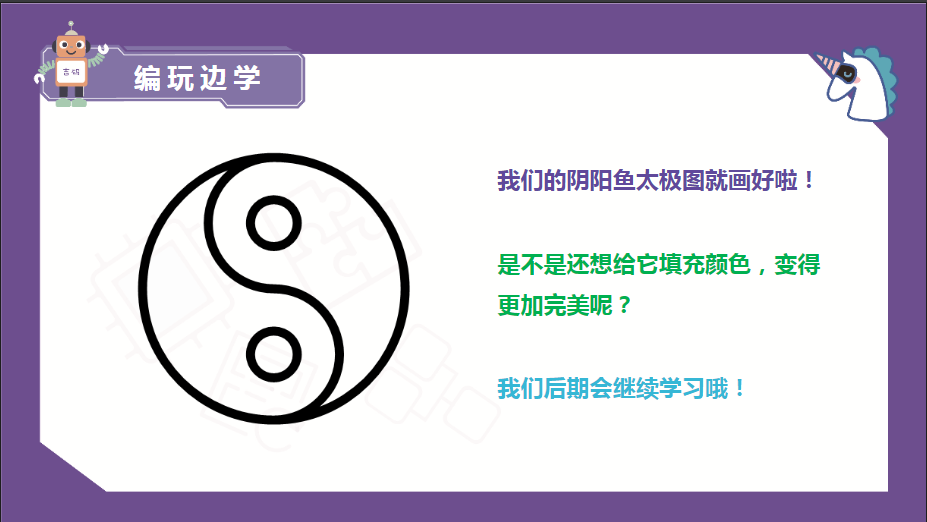 编玩边学
我们的阴阳鱼太极图就画好啦！
是不是还想给它填充颜色，变得
更加完美呢？
我们后期会继续学习哦！